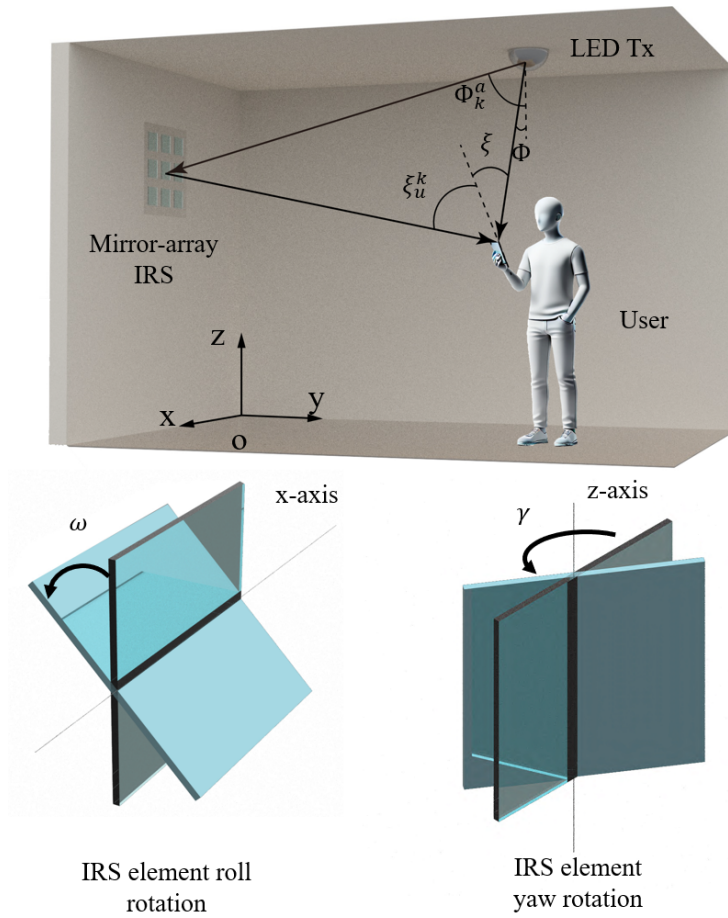 LED Tx
Φ_k^a
ξ
Φ
ξ_u^k
Mirror-array
IRS
User
z
x
y
o
x-axis
z-axis
ω
γ
IRS element roll
rotation
IRS element
yaw rotation